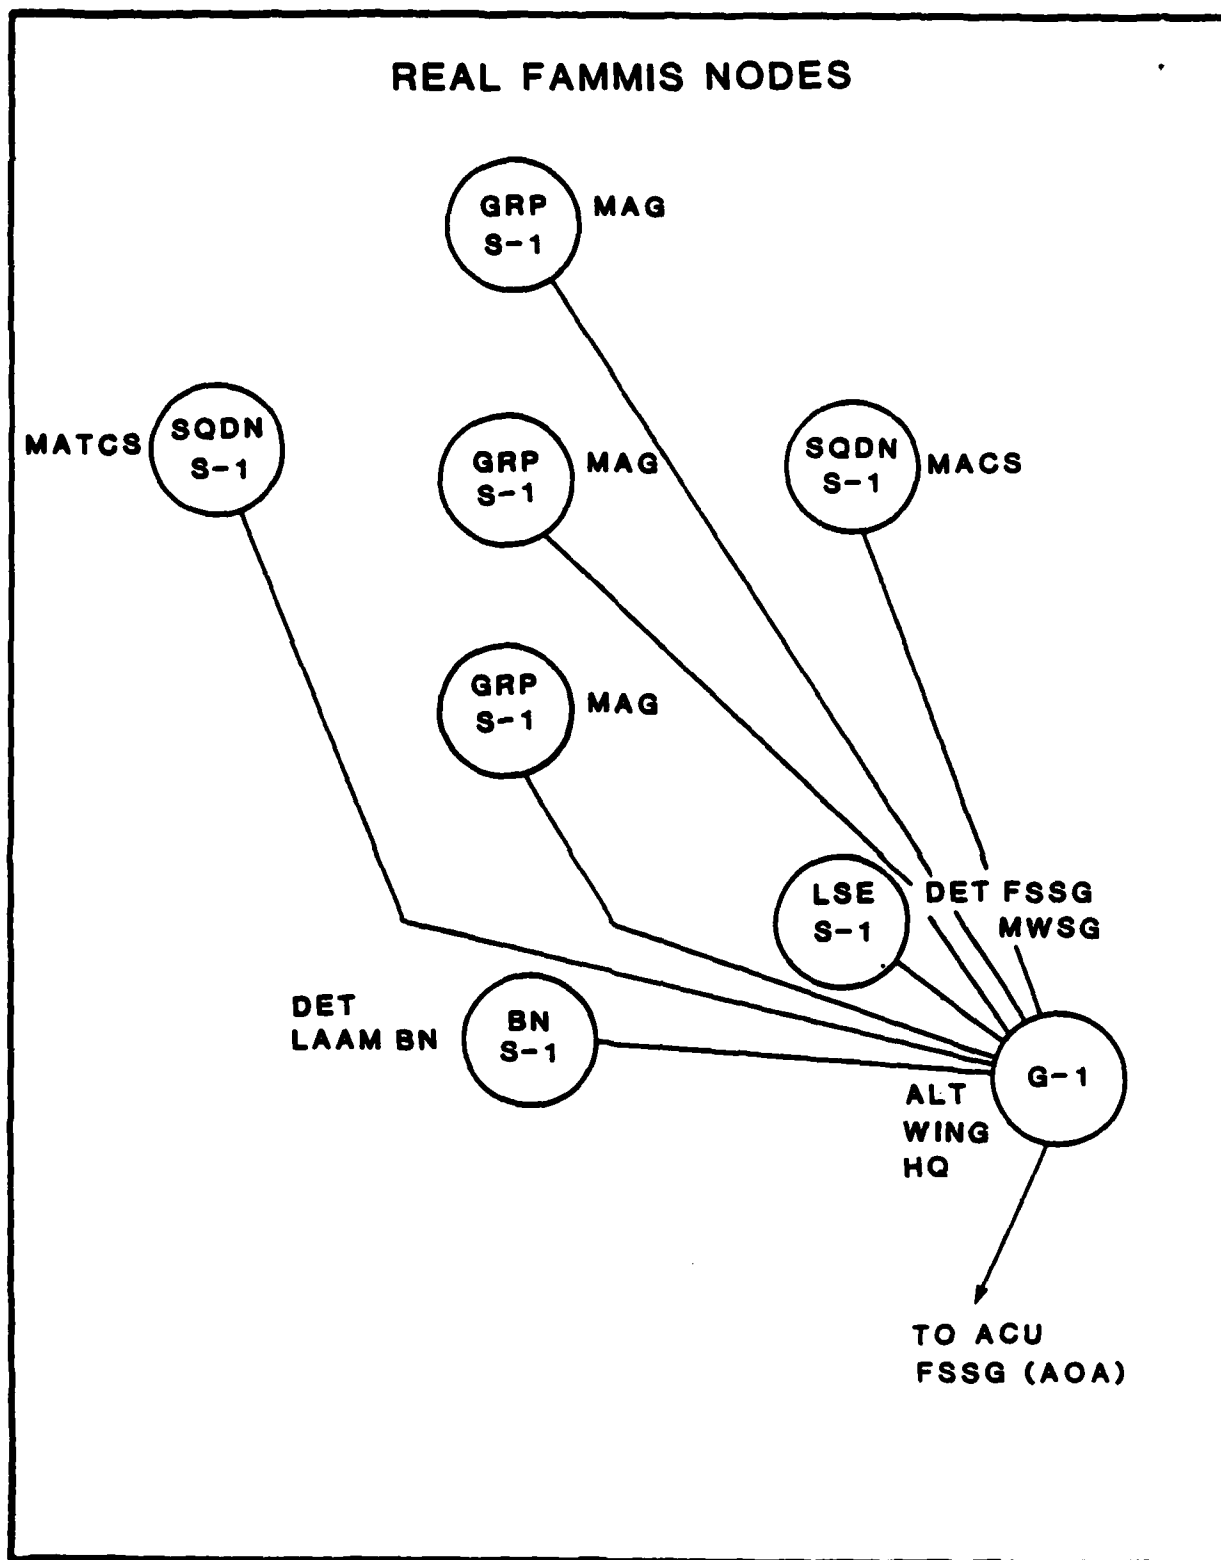 REAL FAMMIS NODES
GRP
S-1
MAG
MATCS
SQDN
S-1
GRP
S-1
MAG
SQDN
S-1
MACS
GRP
S-1
MAG
LSE
S-1
DET FSSG
MWSG
DET
LAAM BN
BN
S-1
G-1
ALT
WING
HQ
TO ACU
FSSG (AOA)